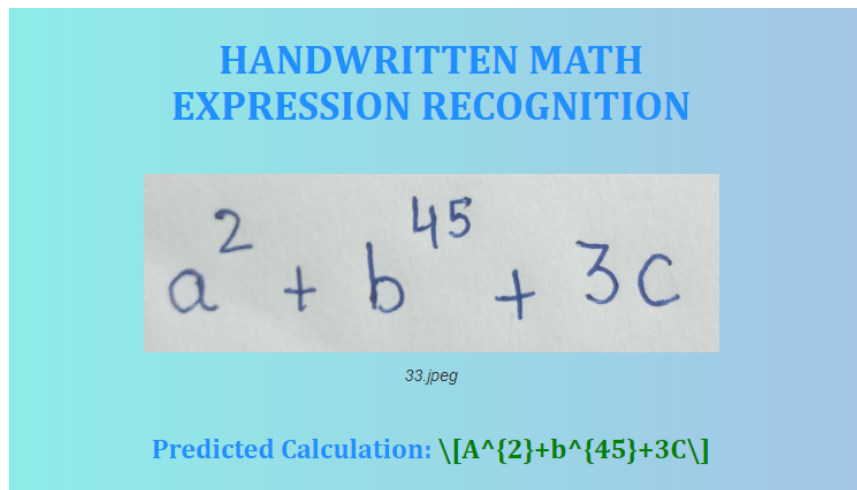 HANDWRITTEN MATH
EXPRESSION RECOGNITION
a² + b⁴⁵ + 3c
33.jpeg
Predicted Calculation: \[A^{2}+b^{45}+3C\]